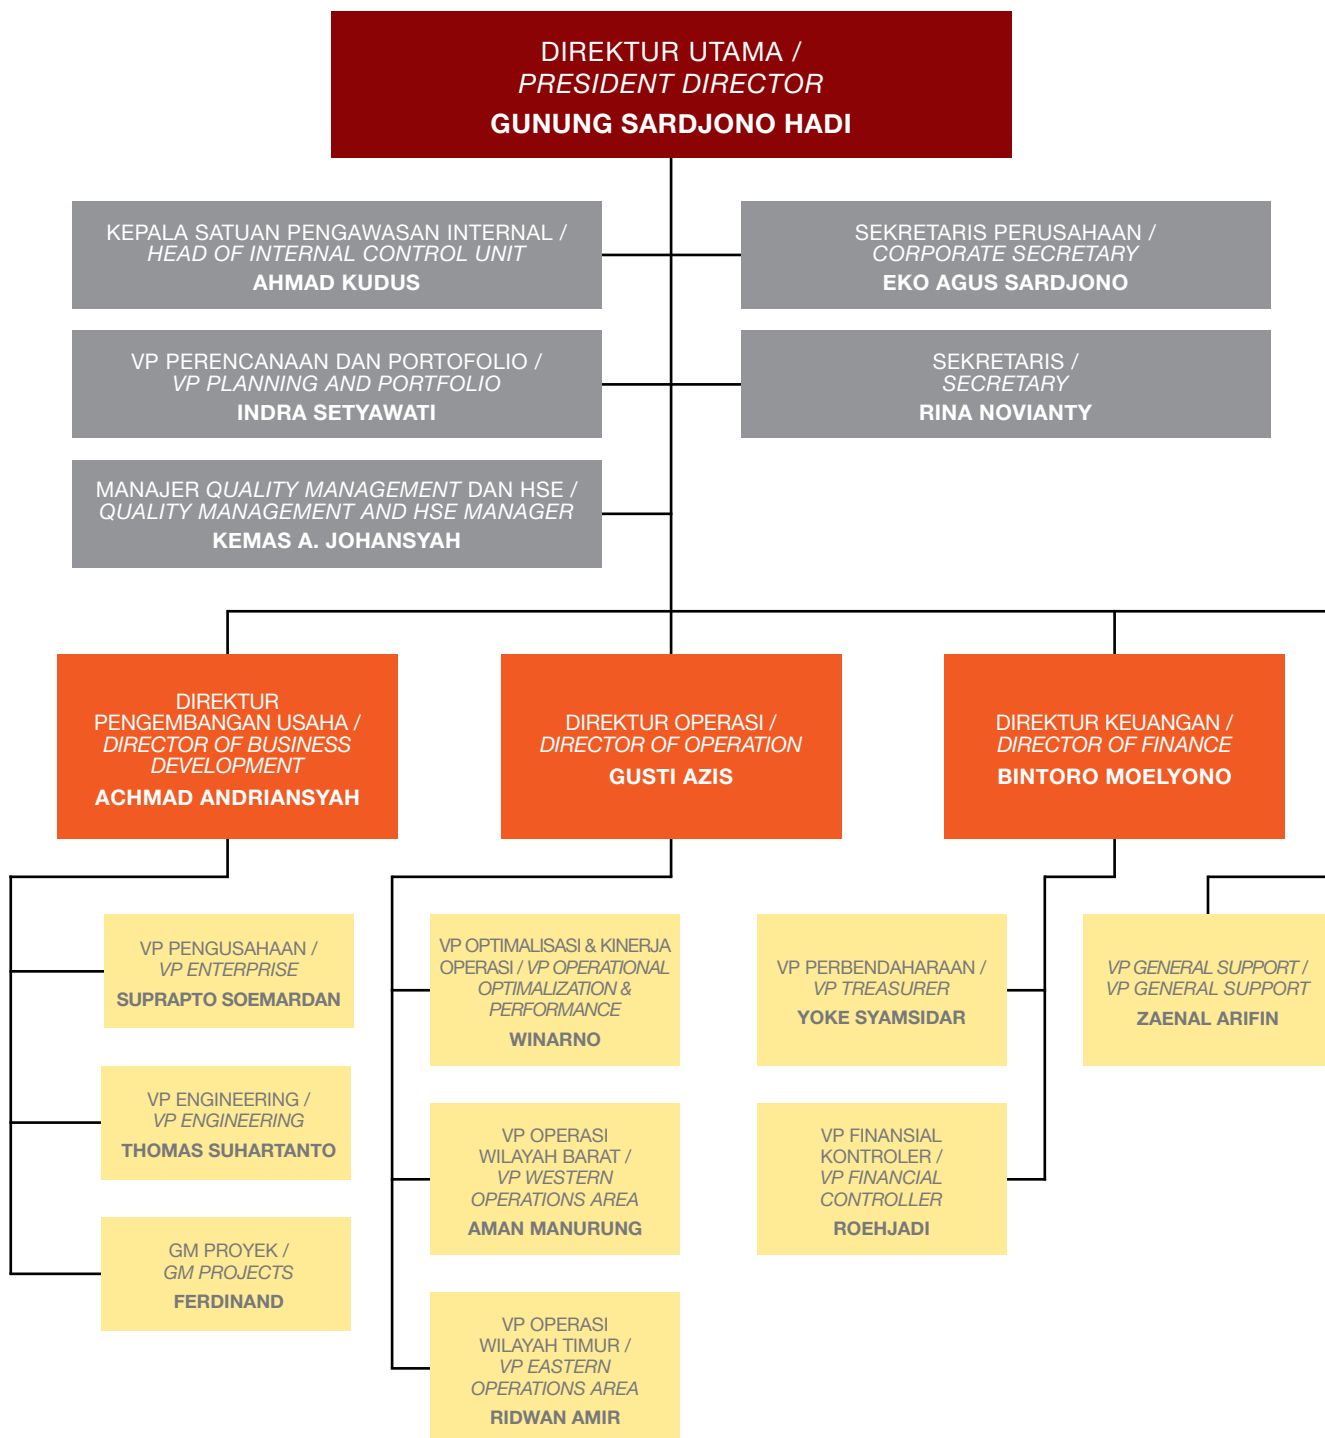 DIREKTUR UTAMA /
PRESIDENT DIRECTOR
GUNUNG SARDJONO HADI
KEPALA SATUAN PENGAWASAN INTERNAL /
HEAD OF INTERNAL CONTROL UNIT
AHMAD KUDUS
SEKRETARIS PERUSAHAAN /
CORPORATE SECRETARY
EKO AGUS SARDJONO
VP PERENCANAAN DAN PORTOFOLIO /
VP PLANNING AND PORTFOLIO
INDRA SETYAWATI
SEKRETARIS /
SECRETARY
RINA NOVIANTY
MANAJER QUALITY MANAGEMENT DAN HSE /
QUALITY MANAGEMENT AND HSE MANAGER
KEMAS A. JOHANSYAH
DIREKTUR
PENGEMBANGAN USAHA /
DIRECTOR OF BUSINESS
DEVELOPMENT
ACHMAD ANDRIANSYAH
DIREKTUR OPERASI /
DIRECTOR OF OPERATION
GUSTI AZIS
DIREKTUR KEUANGAN /
DIRECTOR OF FINANCE
BINTORO MOELYONO
VP PENGUSAHAAN /
VP ENTERPRISE
SUPRAPTO SOEMARDAN
VP ENGINEERING /
VP ENGINEERING
THOMAS SUHARTANTO
GM PROYEK /
GM PROJECTS
FERDINAND
VP OPTIMALISASI & KINERJA
OPERASI / VP OPERATIONAL
OPTIMALIZATION &
PERFORMANCE
WINARNO
VP OPERASI
WILAYAH BARAT /
VP WESTERN
OPERATIONS AREA
AMAN MANURUNG
VP OPERASI
WILAYAH TIMUR /
VP EASTERN
OPERATIONS AREA
RIDWAN AMIR
VP PERBENDAHARAAN /
VP TREASURER
YOKE SYAMSIDAR
VP FINANSIAL
KONTROLER /
VP FINANCIAL
CONTROLLER
ROEHJADI
VP GENERAL SUPPORT /
VP GENERAL SUPPORT
ZAENAL ARIFIN